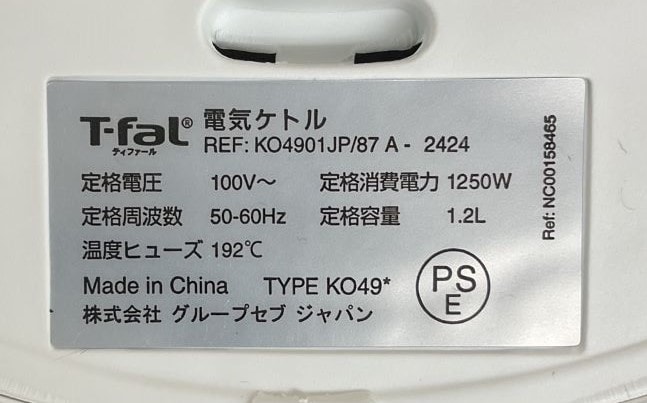 T-fal® 電気ケトル
ティファール REF: KO4901JP/87 A - 2424
定格電圧 100V～ 定格消費電力 1250W
定格周波数 50-60Hz 定格容量 1.2L
温度ヒューズ 192℃
Made in China TYPE KO49*
株式会社 グループセブ ジャパン
PS
E
Ref: NC00158465